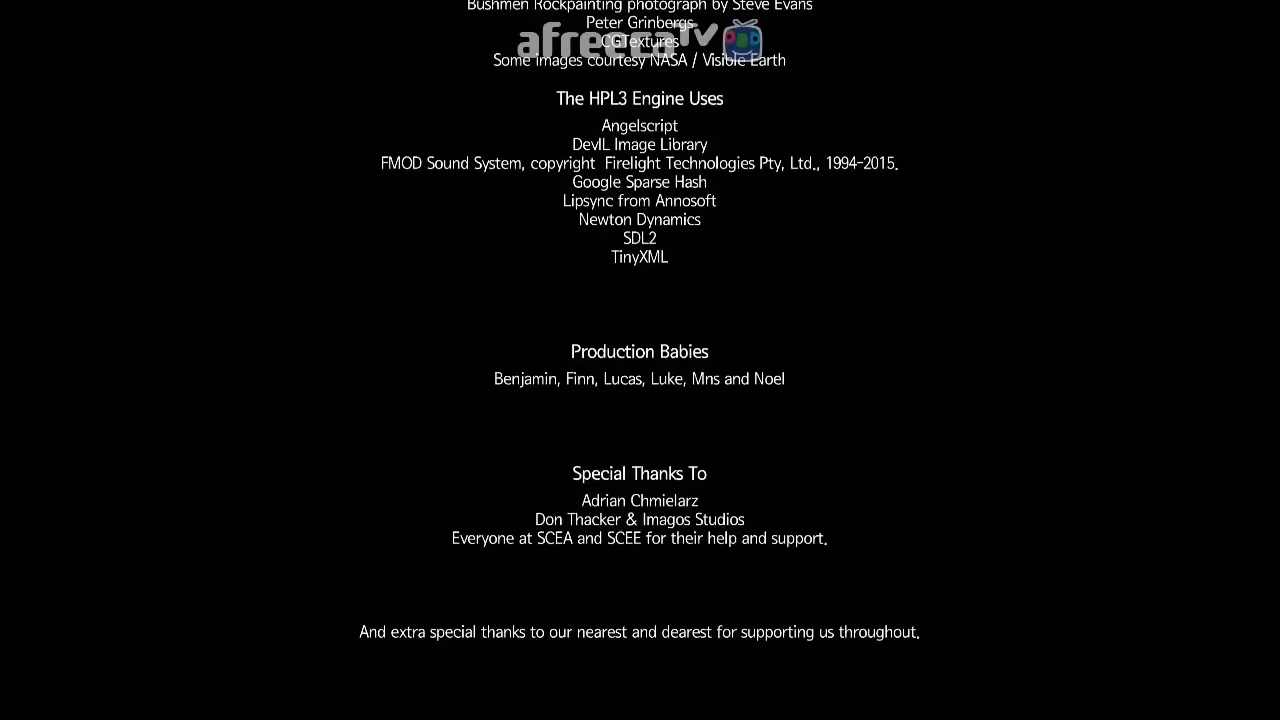 Bushmen Rockpainting photograph by Steve Evans
Peter Grinbergs
afreecaTV
CGTextures
Some images courtesy NASA / Visible Earth
The HPL3 Engine Uses
Angelscript
DevIL Image Library
FMOD Sound System, copyright  Firelight Technologies Pty, Ltd., 1994-2015.
Google Sparse Hash
Lipsync from Annosoft
Newton Dynamics
SDL2
TinyXML
Production Babies
Benjamin, Finn, Lucas, Luke, Mns and Noel
Special Thanks To
Adrian Chmielarz
Don Thacker & Imagos Studios
Everyone at SCEA and SCEE for their help and support.
And extra special thanks to our nearest and dearest for supporting us throughout.